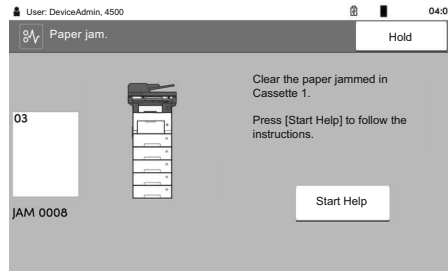 User: DeviceAdmin, 4500
04:0
Paper jam.
Hold
Clear the paper jammed in
Cassette 1.
03
Press [Start Help] to follow the
instructions.
Start Help
JAM 0008